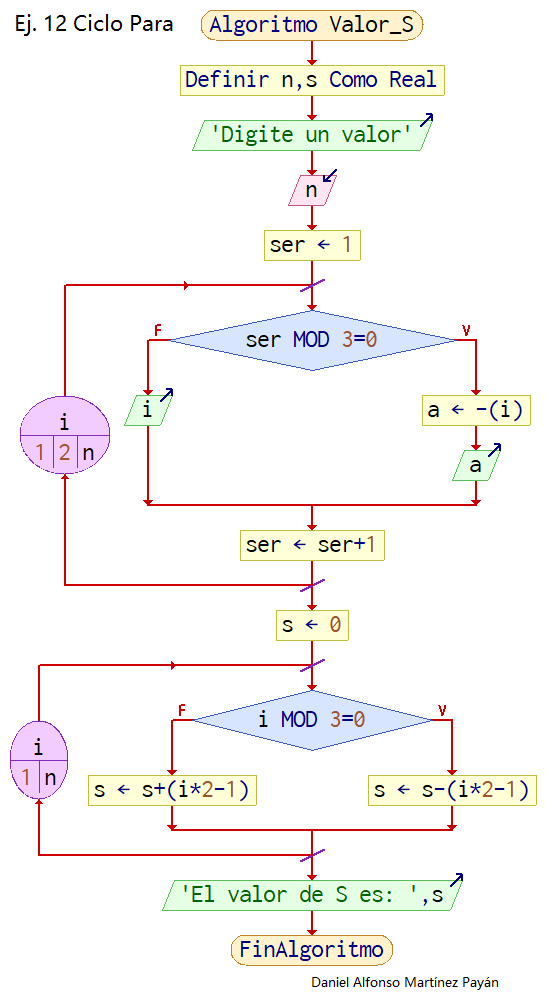 Ej. 12 Ciclo Para
Algoritmo Valor_S
Definir n,s Como Real
'Digite un valor'
n
ser ← 1
F
V
ser MOD 3=0
i
1 2 n
i
a ← -(i)
a
ser ← ser+1
s ← 0
F
V
i MOD 3=0
i
1 n
s ← s+(i*2-1)
s ← s-(i*2-1)
'El valor de S es: ',s
FinAlgoritmo
Daniel Alfonso Martínez Payán